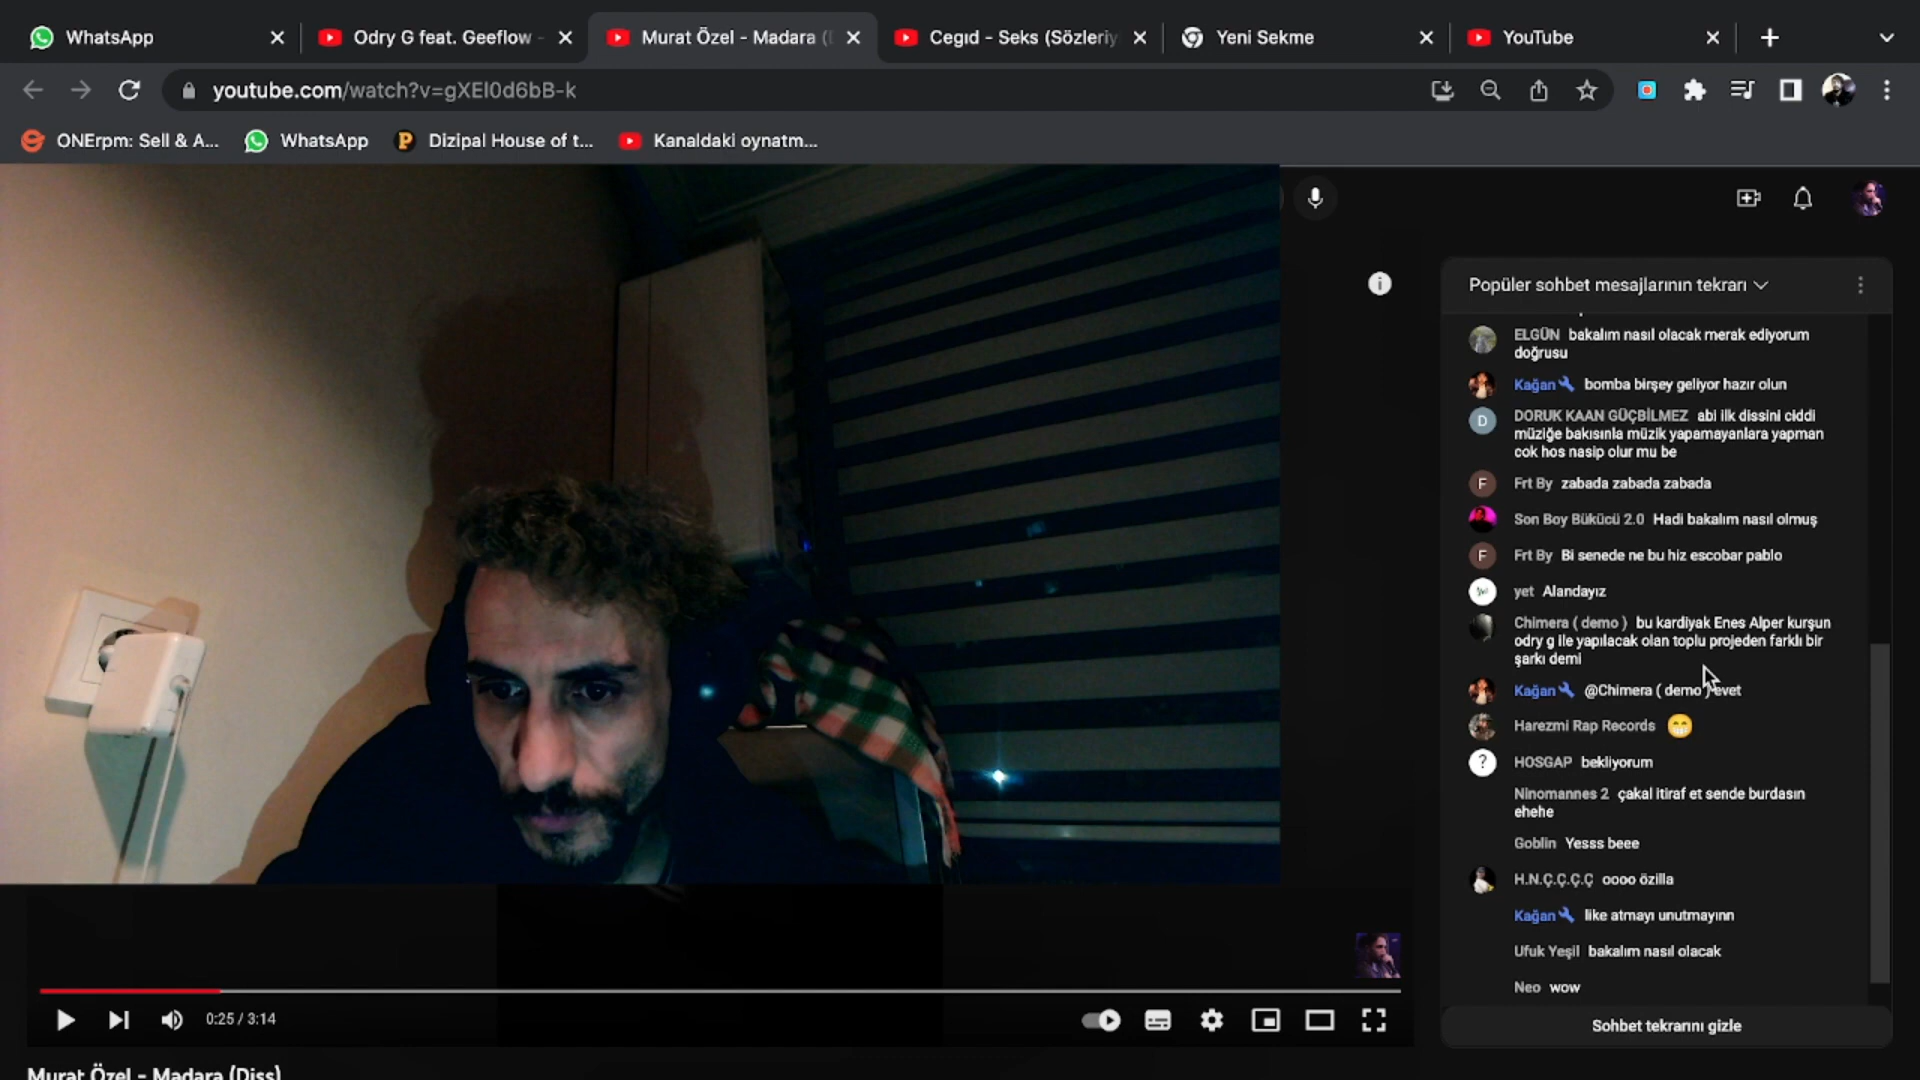 WhatsApp
Odry G feat. Geeflow -
Murat Özel - Madara (
Cegıd - Seks (Sözleriy
Yeni Sekme
YouTube
youtube.com/watch?v=gXEI0d6bB-k
ONErpm: Sell & A...
WhatsApp
Dizipal House of t...
Kanaldaki oynatm...
Popüler sohbet mesajlarının tekrarı
ELGÜN bakalım nasıl olacak merak ediyorum
doğrusu
Kağan bomba birşey geliyor hazır olun
D
DORUK KAAN GÜÇBİLMEZ abi ilk dissini ciddi
müziğe bakısınla müzik yapamayanlara yapman
cok hos nasip olur mu be
F
Frt By zabada zabada zabada
Son Boy Bükücü 2.0 Hadi bakalım nasıl olmuş
F
Frt By Bi senede ne bu hiz escobar pablo
yet Alandayız
Chimera ( demo ) bu kardiyak Enes Alper kurşun
odry g ile yapılacak olan toplu projeden farklı bir
şarkı demi
Kağan @Chimera ( demo ) evet
Harezmi Rap Records 😁
?
HOSGAP bekliyorum
Ninomannes 2 çakal itiraf et sende burdasın
ehehe
Goblin Yesss beee
H.N.Ç.Ç.Ç.Ç oooo özilla
Kağan like atmayı unutmayınn
Ufuk Yeşil bakalım nasıl olacak
Neo wow
Sohbet tekrarını gizle
0:25 / 3:14
Murat Özel - Madara (Diss)